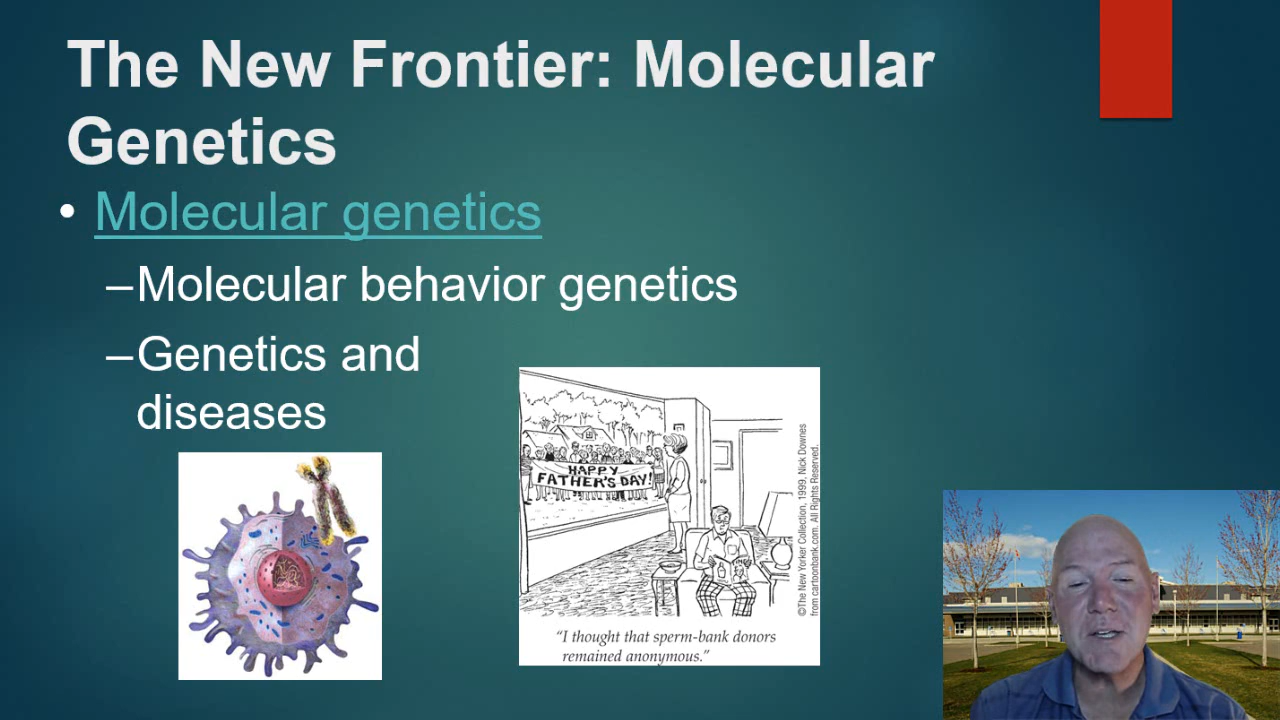 The New Frontier: Molecular
Genetics
• Molecular genetics
–Molecular behavior genetics
–Genetics and
diseases
HAPPY
FATHER'S DAY!
©The New Yorker Collection, 1999, Nick Downes
from cartoonbank.com. All Rights Reserved.
“I thought that sperm-bank donors
remained anonymous.”